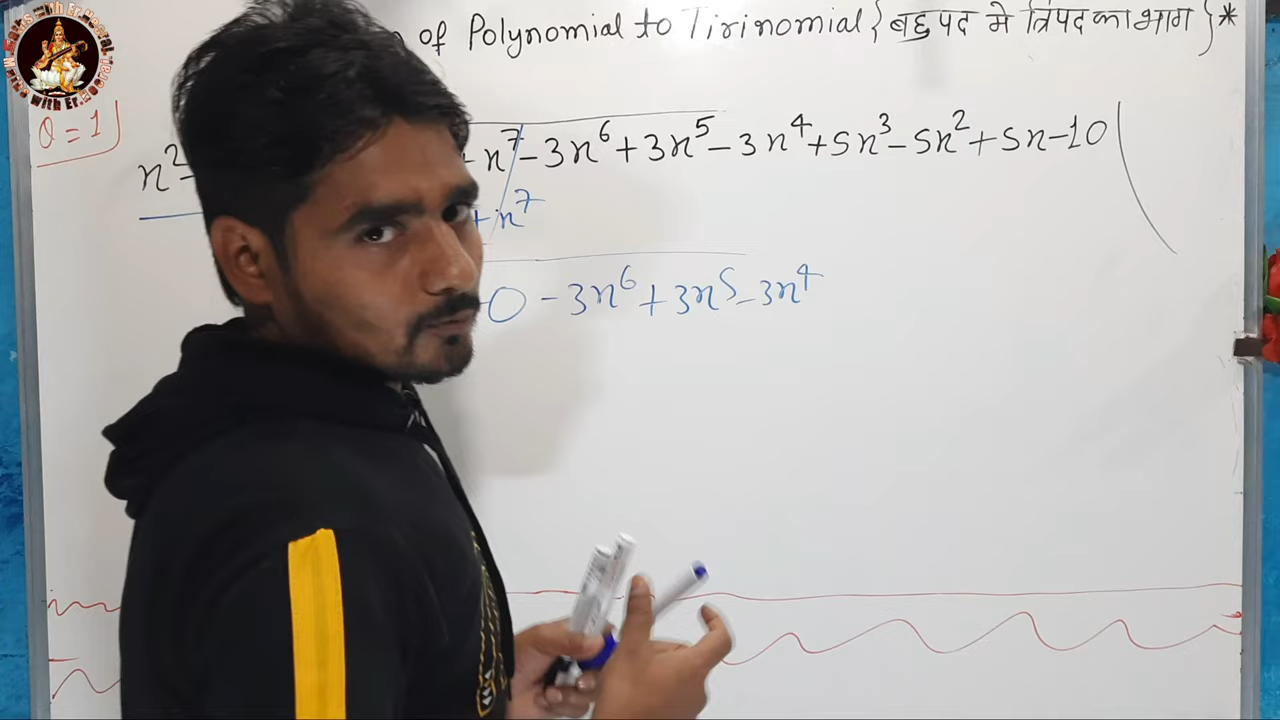 of Polynomial to Tirinomial { बहुपद मे त्रिपद का भाग } *
Q = 1
x² - x⁷ - 3x⁶ + 3x⁵ - 3x⁴ + 5x³ - 5x² + 5x - 10
+ x⁷
0 - 3x⁶ + 3x⁵ - 3x⁴